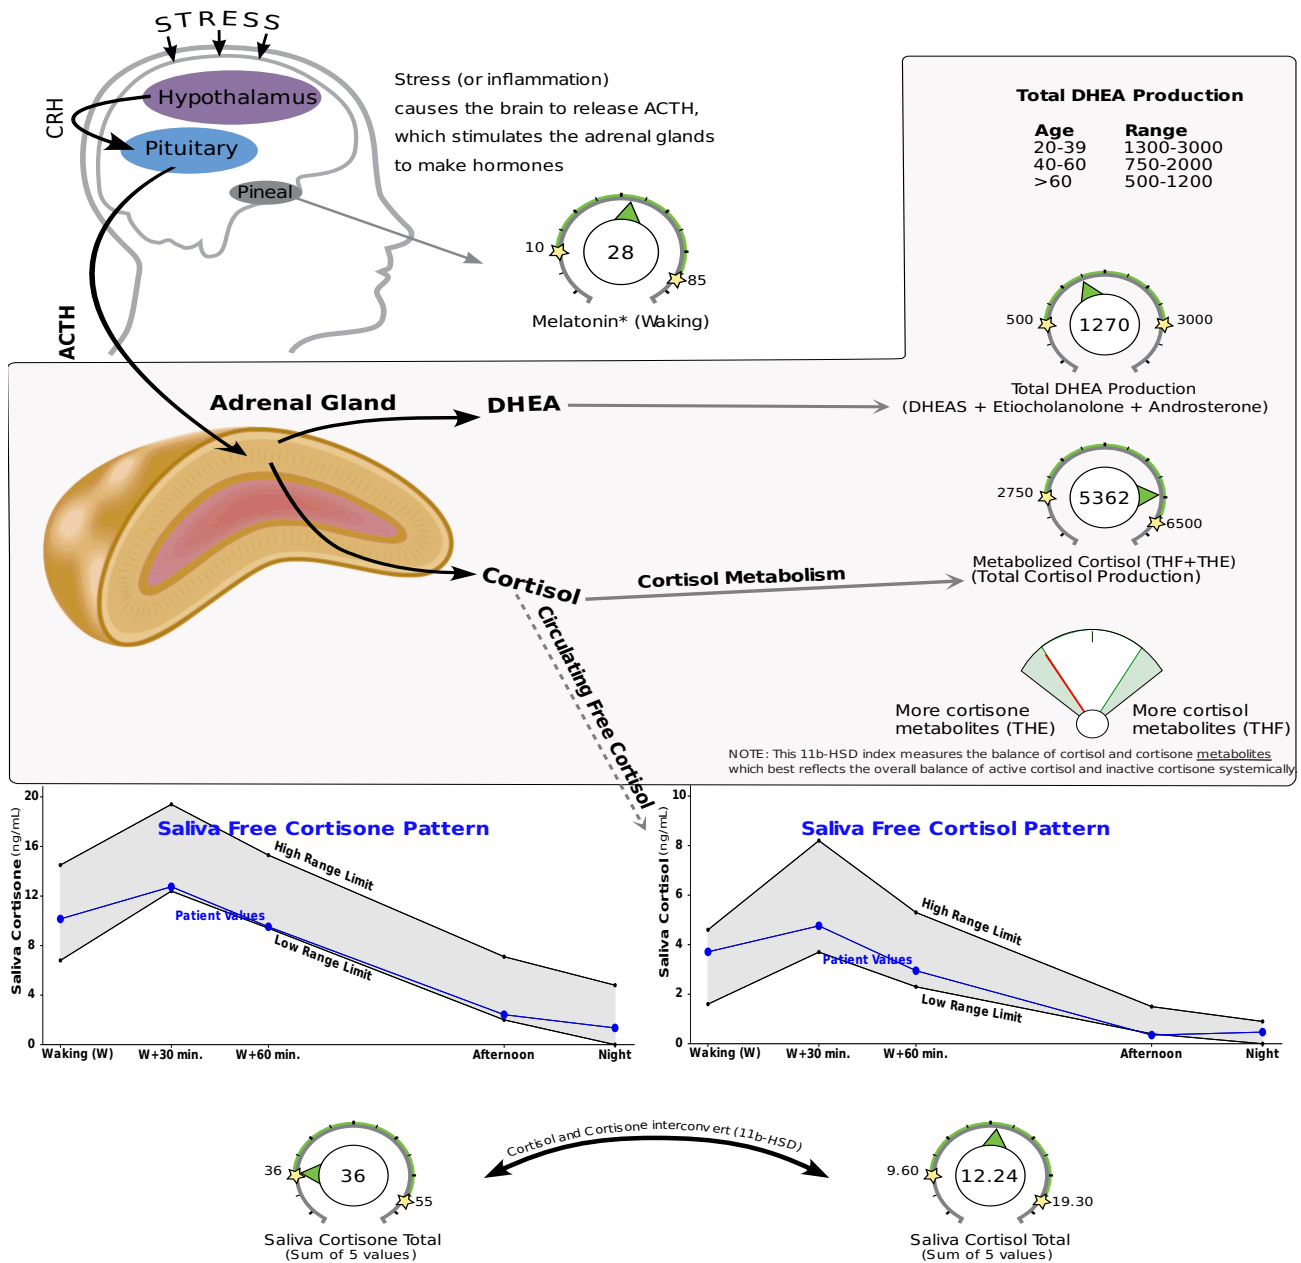 STRESS
Hypothalamus
CRH
Pituitary
Pineal
ACTH
Stress (or inflammation)
causes the brain to release ACTH,
which stimulates the adrenal glands
to make hormones
10
28
85
Melatonin* (Waking)
Total DHEA Production
Age Range
20-39 1300-3000
40-60 750-2000
>60 500-1200
500
1270
3000
Total DHEA Production
(DHEAS + Etiocholanolone + Androsterone)
Adrenal Gland
DHEA
2750
5362
6500
Metabolized Cortisol (THF+THE)
(Total Cortisol Production)
Cortisol
Cortisol Metabolism
Circulating Free Cortisol
More cortisone
metabolites (THE)
More cortisol
metabolites (THF)
NOTE: This 11b-HSD index measures the balance of cortisol and cortisone metabolites
which best reflects the overall balance of active cortisol and inactive cortisone systemically.
Saliva Free Cortisone Pattern
Saliva Cortisone (ng/mL)
20
16
12
8
4
0
High Range Limit
Patient Values
Low Range Limit
Waking (W) W+30 min. W+60 min. Afternoon Night
Saliva Free Cortisol Pattern
Saliva Cortisol (ng/mL)
10
8
6
4
2
0
High Range Limit
Patient Values
Low Range Limit
Waking (W) W+30 min. W+60 min. Afternoon Night
36
36
55
Saliva Cortisone Total
(Sum of 5 values)
Cortisol and Cortisone interconvert (11b-HSD)
9.60
12.24
19.30
Saliva Cortisol Total
(Sum of 5 values)